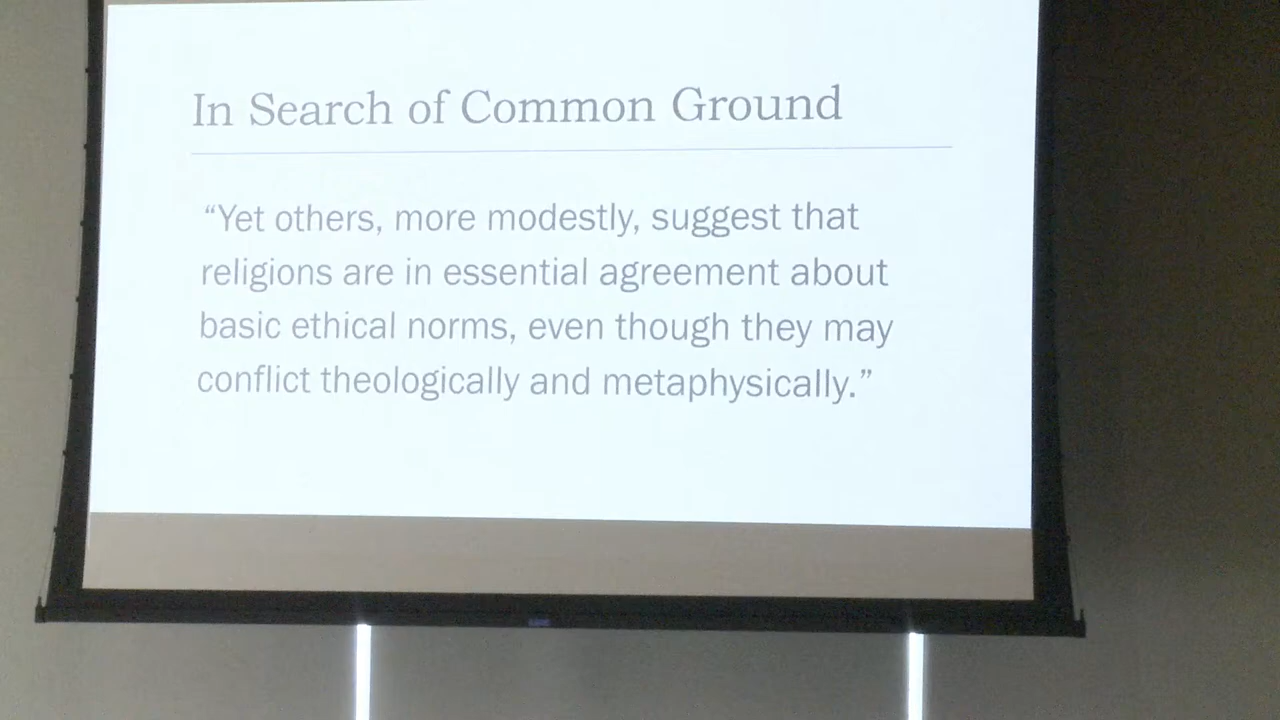 In Search of Common Ground
“Yet others, more modestly, suggest that
religions are in essential agreement about
basic ethical norms, even though they may
conflict theologically and metaphysically.”